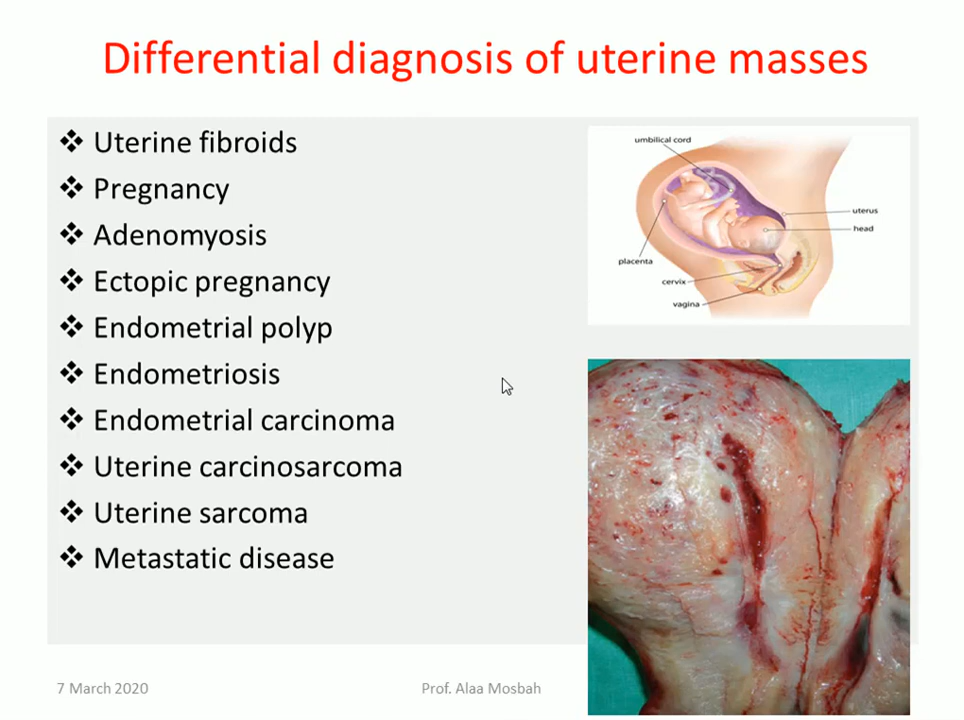 Differential diagnosis of uterine masses
❖ Uterine fibroids
❖ Pregnancy
❖ Adenomyosis
❖ Ectopic pregnancy
❖ Endometrial polyp
❖ Endometriosis
❖ Endometrial carcinoma
❖ Uterine carcinosarcoma
❖ Uterine sarcoma
❖ Metastatic disease
umbilical cord
uterus
head
placenta
cervix
vagina
7 March 2020
Prof. Alaa Mosbah